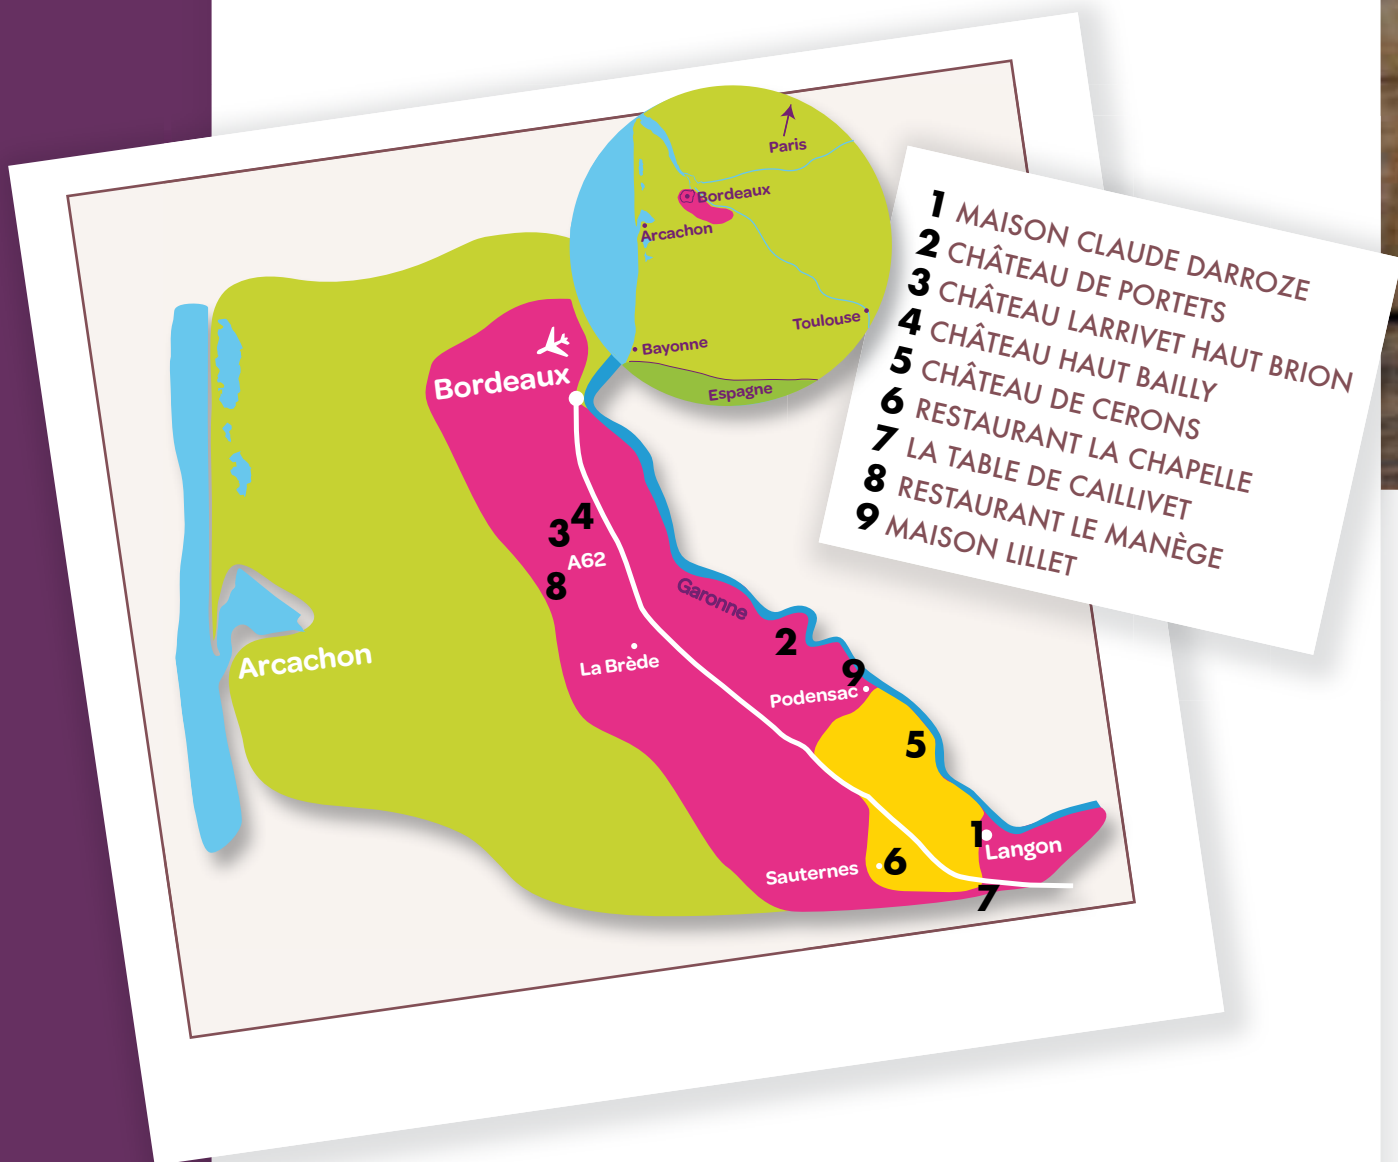 Paris
Bordeaux
Arcachon
Toulouse
Bayonne
Espagne
1 MAISON CLAUDE DARROZE
2 CHÂTEAU DE PORTETS
3 CHÂTEAU LARRIVET HAUT BRION
4 CHÂTEAU HAUT BAILLY
5 CHÂTEAU DE CERONS
6 RESTAURANT LA CHAPELLE
7 LA TABLE DE CAILLIVET
8 RESTAURANT LE MANÈGE
9 MAISON LILLET
Bordeaux
3 4
A62
8
Garonne
2
La Brède
Arcachon
9
Podensac
5
1
Langon
Sauternes
6
7